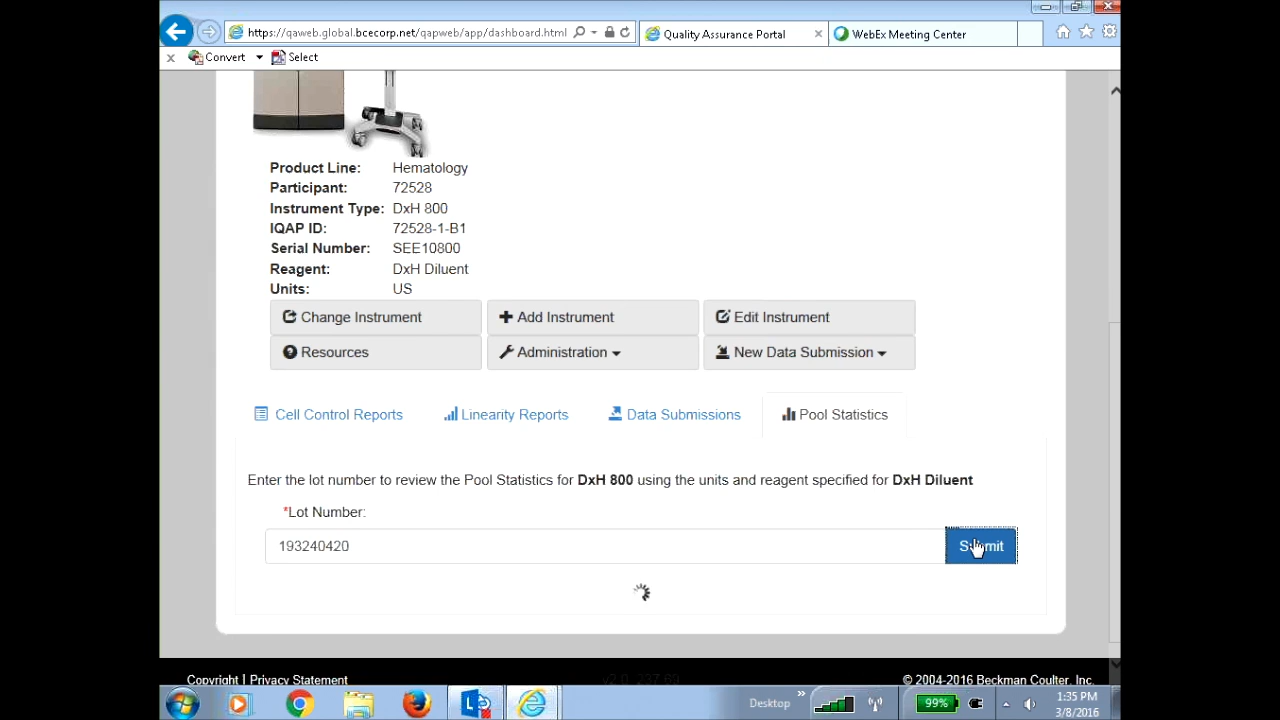 https://qaweb.global.bcecorp.net/qapweb/app/dashboard.html
Quality Assurance Portal
WebEx Meeting Center
Convert
Select
Product Line: Hematology
Participant: 72528
Instrument Type: DxH 800
IQAP ID: 72528-1-B1
Serial Number: SEE10800
Reagent: DxH Diluent
Units: US
Change Instrument
Add Instrument
Edit Instrument
Resources
Administration
New Data Submission
Cell Control Reports
Linearity Reports
Data Submissions
Pool Statistics
Enter the lot number to review the Pool Statistics for DxH 800 using the units and reagent specified for DxH Diluent
*Lot Number:
193240420
Submit
Copyright | Privacy Statement
© 2004-2016 Beckman Coulter, Inc.
Desktop
99%
1:35 PM
3/8/2016